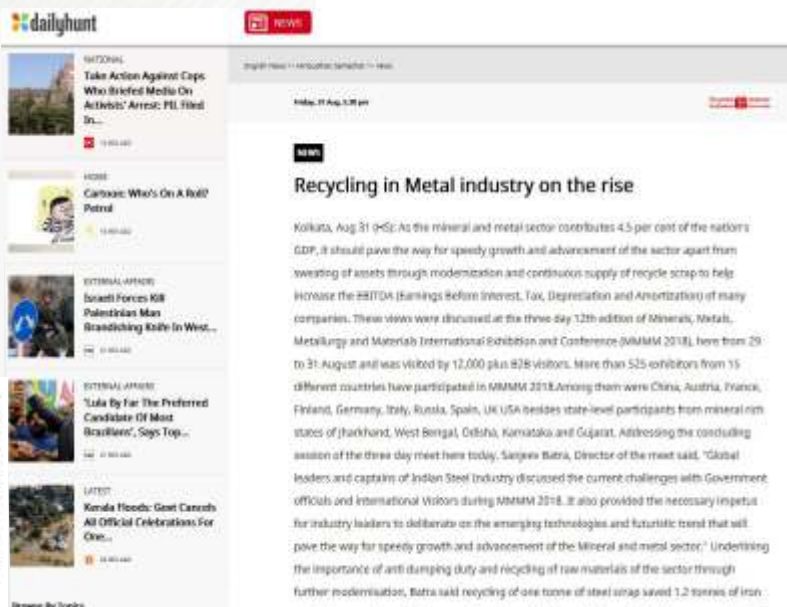 dailyhunt
NEWS
NATIONAL
Take Action Against Cops
Who Briefed Media On
Activists' Arrest: PIL Filed
In...
HOME
Cartoon: Who's On A Roll?
Petrol
EXTERNAL-AFFAIRS
Israeli Forces Kill
Palestinian Man
Brandishing Knife In West...
EXTERNAL-AFFAIRS
'Lula By Far The Preferred
Candidate Of Most
Brazilians', Says Top...
LATEST
Kerala Floods: Govt Cancels
All Official Celebrations For
One...
Browse By Topics
Friday, 31 Aug, 5.30 pm
NEWS
Recycling in Metal industry on the rise
Kolkata, Aug 31 (HS): As the mineral and metal sector contributes 4.5 per cent of the nation's
GDP, it should pave the way for speedy growth and advancement of the sector apart from
sweating of assets through modernization and continuous supply of recycle scrap to help
increase the EBITDA (Earnings Before Interest, Tax, Depreciation and Amortization) of many
companies. These views were discussed at the three day 12th edition of Minerals, Metals,
Metallurgy and Materials International Exhibition and Conference (MMMM 2018), here from 29
to 31 August and was visited by 12,000 plus B2B visitors. More than 525 exhibitors from 15
different countries have participated in MMMM 2018.Among them were China, Austria, France,
Finland, Germany, Italy, Russia, Spain, UK USA besides state-level participants from mineral rich
states of Jharkhand, West Bengal, Odisha, Karnataka and Gujarat. Addressing the concluding
session of the three day meet here today, Sanjeev Batra, Director of the meet said, "Global
leaders and captains of Indian Steel Industry discussed the current challenges with Government
officials and international Visitors during MMMM 2018. It also provided the necessary impetus
for industry leaders to deliberate on the emerging technologies and futuristic trend that will
pave the way for speedy growth and advancement of the Mineral and metal sector." Underlining
the importance of anti dumping duty and recycling of raw materials of the sector through
further modernisation, Batra said recycling of one tonne of steel scrap saved 1.2 tonnes of iron